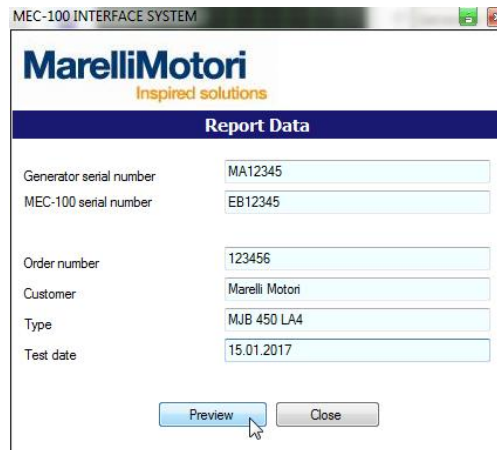 MEC-100 INTERFACE SYSTEM
MarelliMotori
Inspired solutions
Report Data
Generator serial number MA12345
MEC-100 serial number EB12345
Order number 123456
Customer Marelli Motori
Type MJB 450 LA4
Test date 15.01.2017
Preview Close